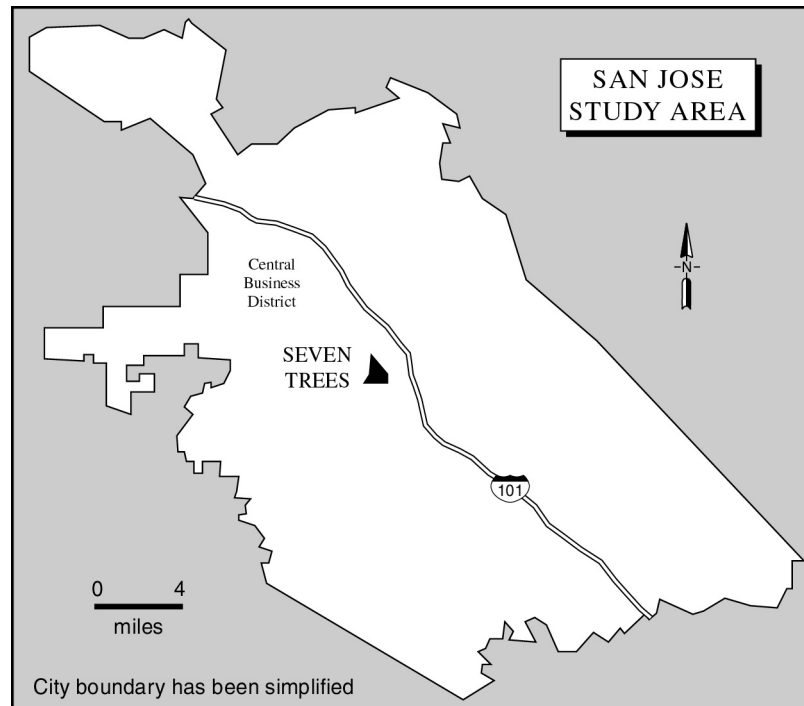 SAN JOSE
STUDY AREA
N
Central
Business
District
SEVEN
TREES
101
0 4
miles
City boundary has been simplified